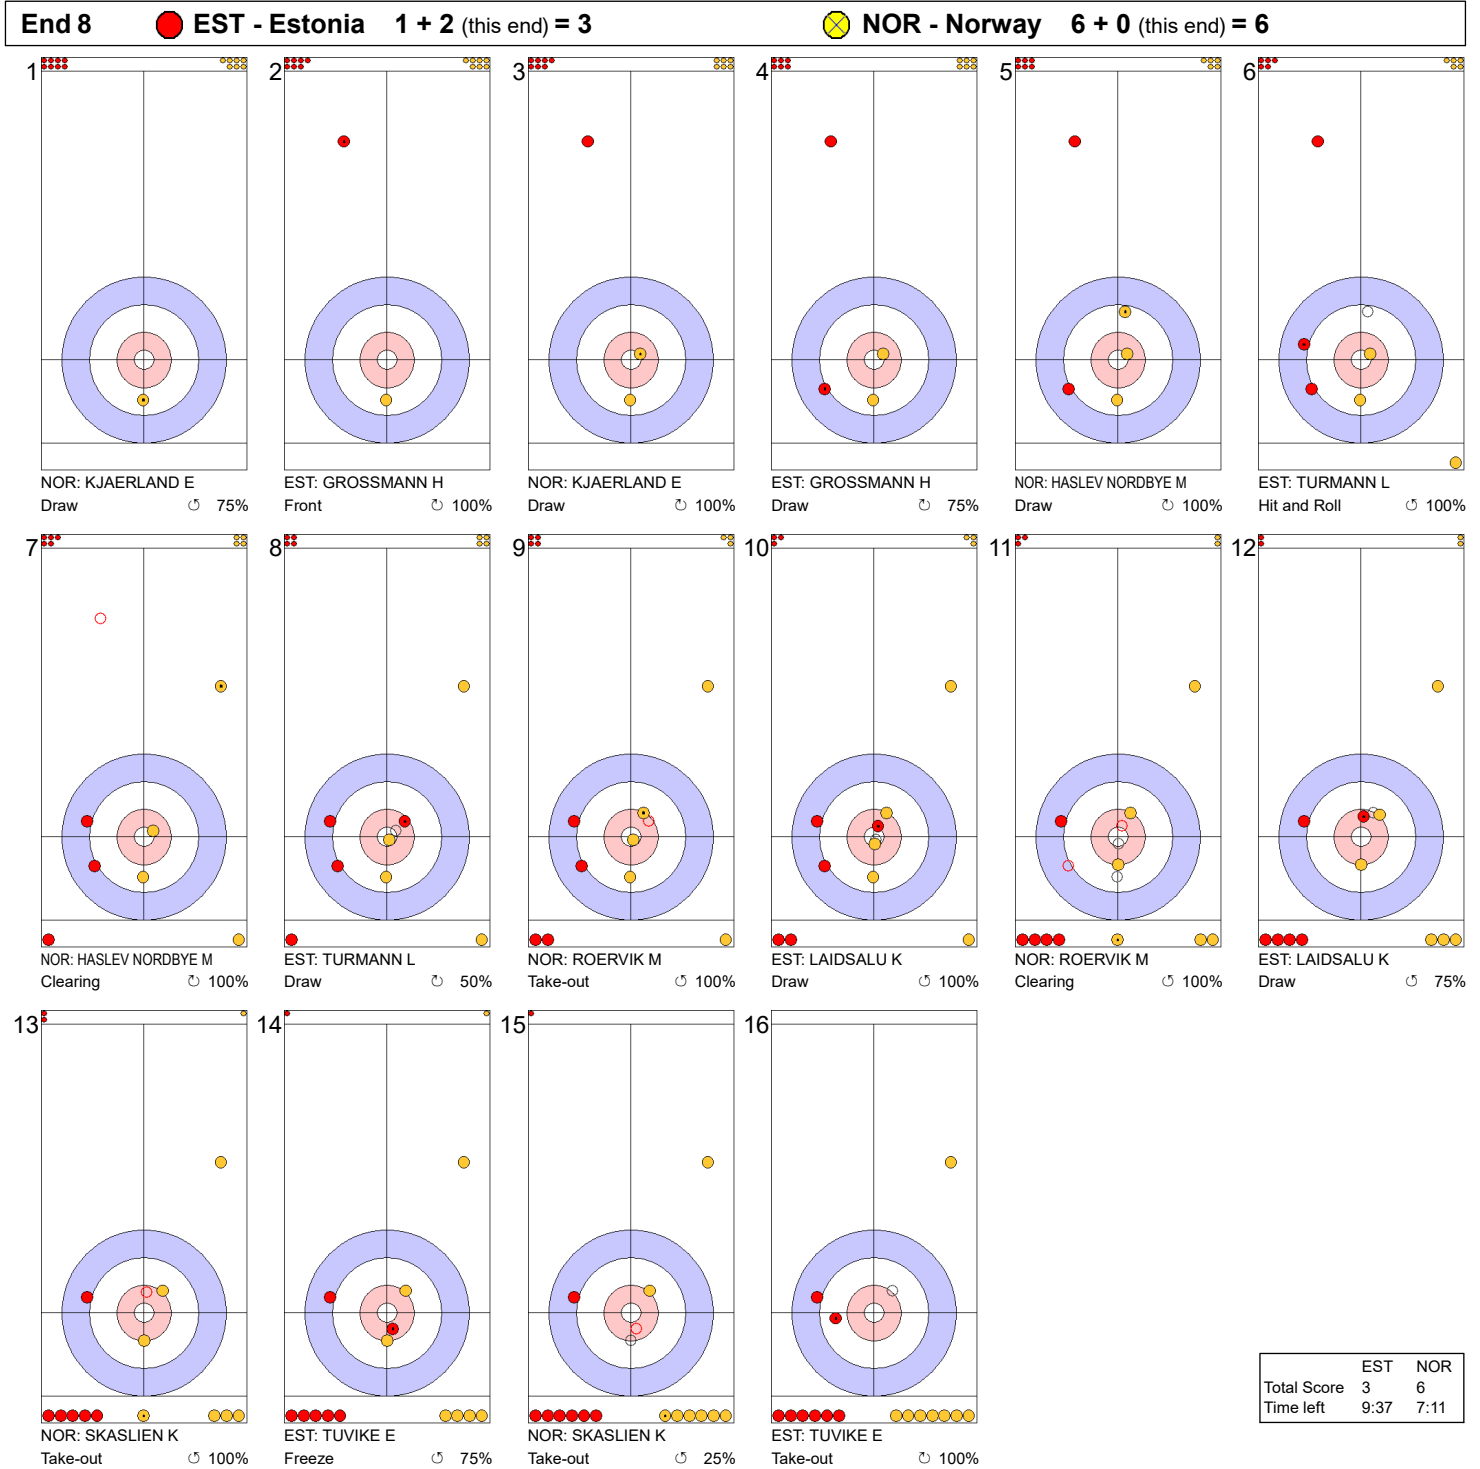 End 8 EST - Estonia 1 + 2 (this end) = 3 NOR - Norway 6 + 0 (this end) = 6
1 2 3 4 5 6
NOR: KJAERLAND E
Draw 75%
EST: GROSSMANN H
Front 100%
NOR: KJAERLAND E
Draw 100%
EST: GROSSMANN H
Draw 75%
NOR: HASLEV NORDBYE M
Draw 100%
EST: TURMANN L
Hit and Roll 100%
7 8 9 10 11 12
NOR: HASLEV NORDBYE M
Clearing 100%
EST: TURMANN L
Draw 50%
NOR: ROERVIK M
Take-out 100%
EST: LAIDSALU K
Draw 100%
NOR: ROERVIK M
Clearing 100%
EST: LAIDSALU K
Draw 75%
13 14 15 16
NOR: SKASLIEN K
Take-out 100%
EST: TUVIKE E
Freeze 75%
NOR: SKASLIEN K
Take-out 25%
EST: TUVIKE E
Take-out 100%
EST NOR
Total Score 3 6
Time left 9:37 7:11